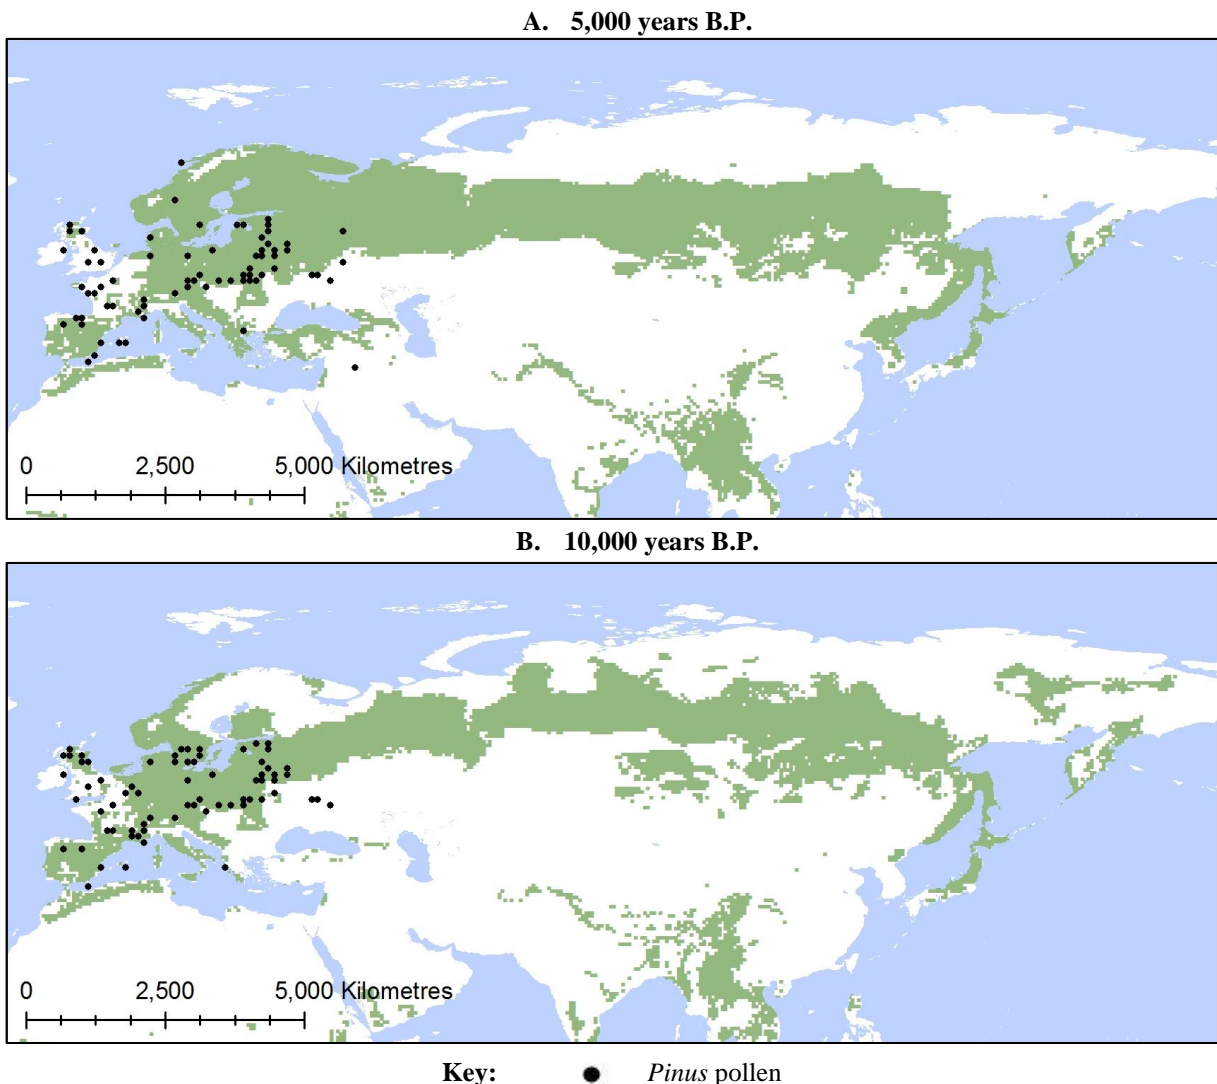 A. 5,000 years B.P.
0 2,500 5,000 Kilometres
B. 10,000 years B.P.
0 2,500 5,000 Kilometres
Key: Pinus pollen